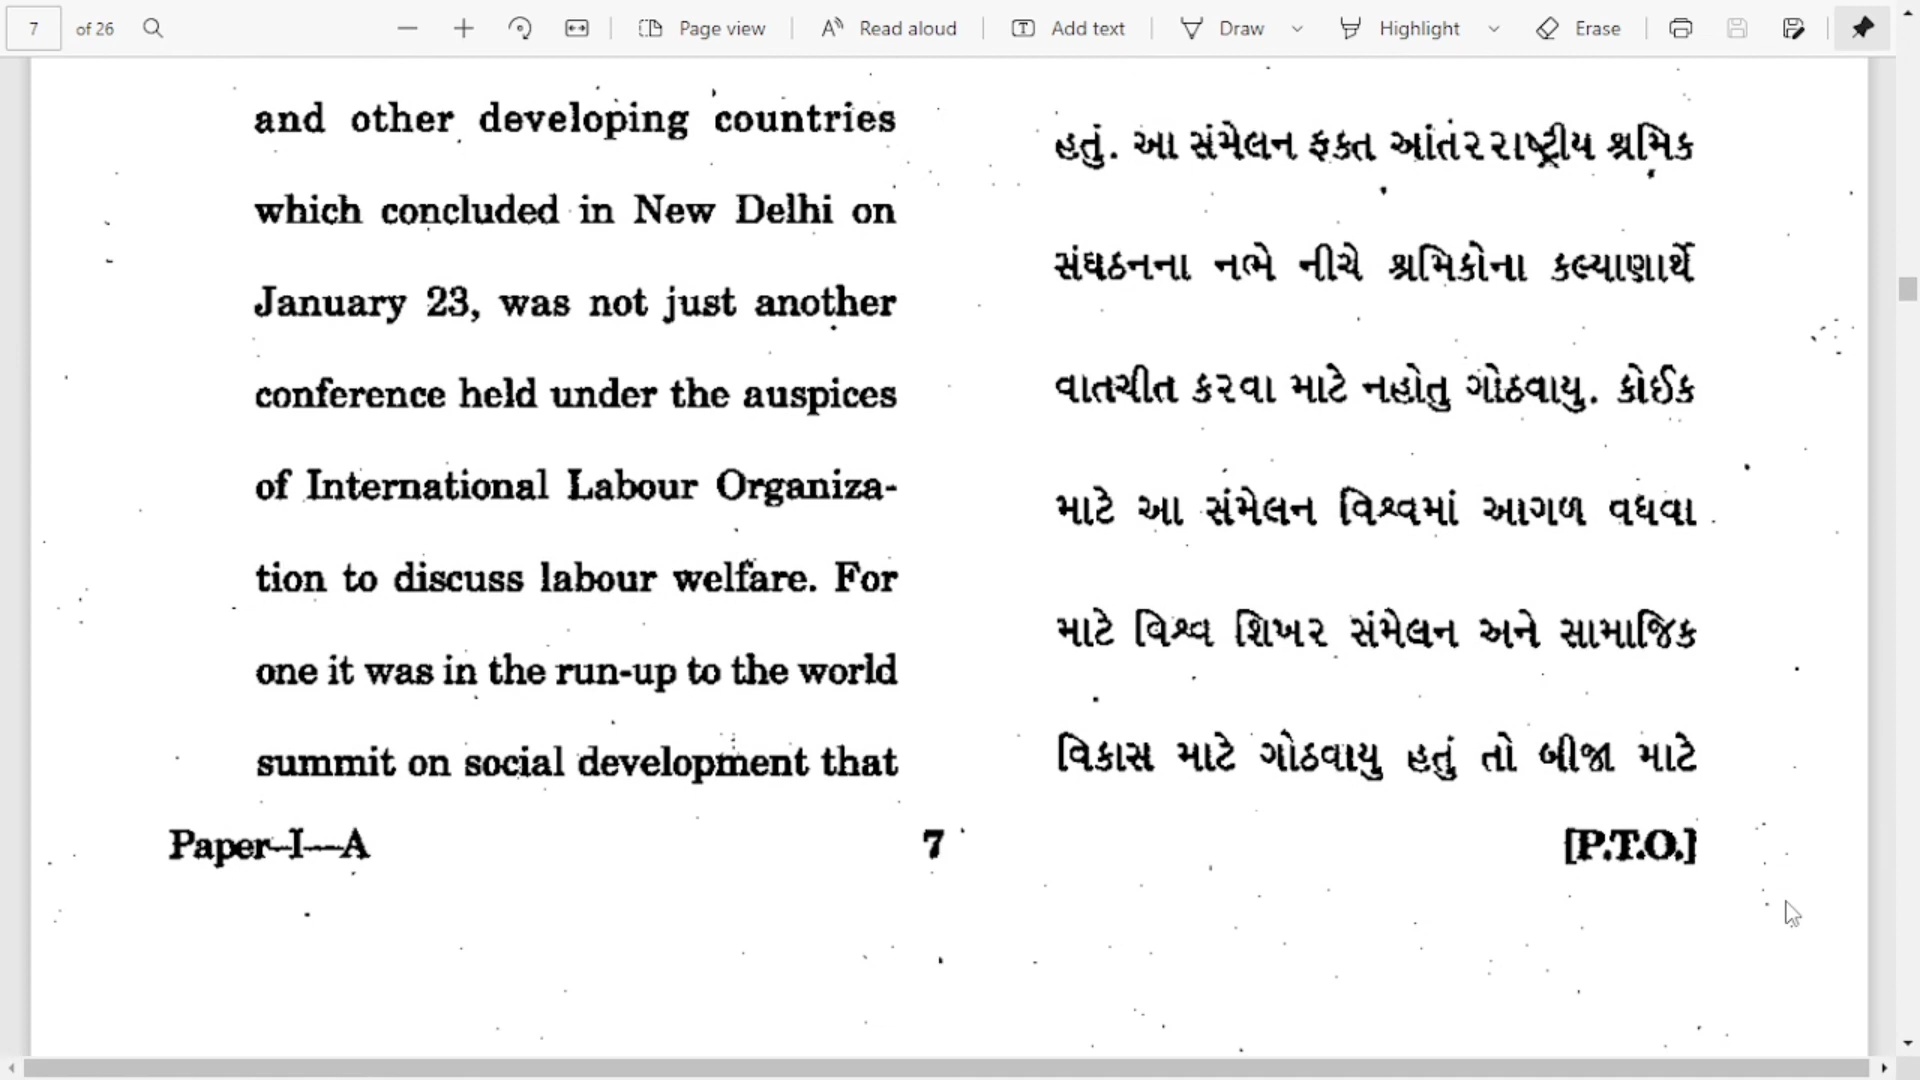 7 of 26 Page view Read aloud Add text Draw Highlight Erase
and other developing countries
which concluded in New Delhi on
January 23, was not just another
conference held under the auspices
of International Labour Organiza-
tion to discuss labour welfare. For
one it was in the run-up to the world
summit on social development that
હતું. આ સંમેલન ફક્ત આંતરરાષ્ટ્રીય શ્રમિક
સંઘઠનના નભે નીચે શ્રમિકોના કલ્યાણાર્થે
વાતચીત કરવા માટે નહોતુ ગોઠવાયુ. કોઈક
માટે આ સંમેલન વિશ્વમાં આગળ વધવા
માટે વિશ્વ શિખર સંમેલન અને સામાજિક
વિકાસ માટે ગોઠવાયુ હતું તો બીજા માટે
Paper–I—A 7 [P.T.O.]